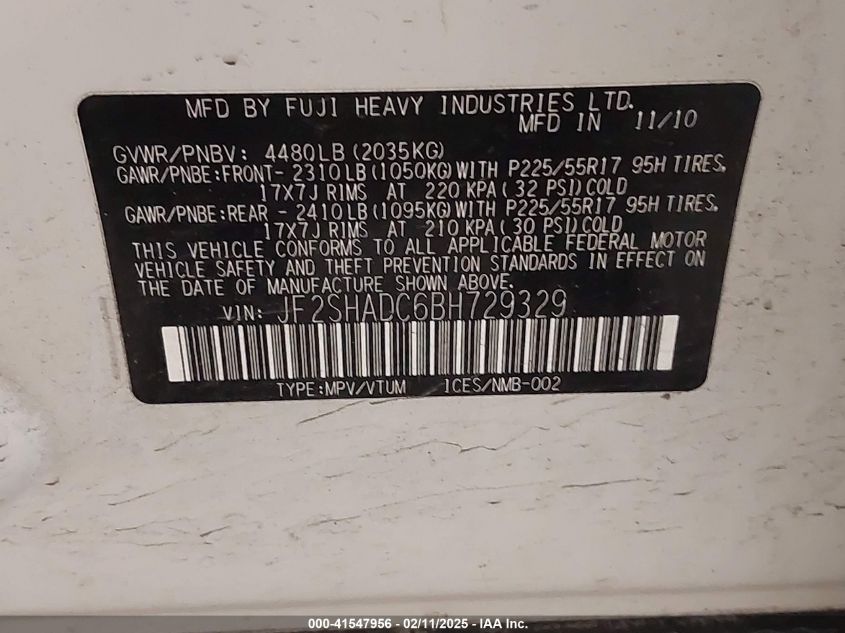 MFD BY FUJI HEAVY INDUSTRIES LTD.
MFD IN 11/10
GVWR/PNBV: 4480LB(2035KG)
GAWR/PNBE:FRONT- 2310LB(1050KG)WITH P225/55R17 95H TIRES,
17X7J RIMS AT 220 KPA( 32 PSI)COLD
GAWR/PNBE:REAR - 2410LB(1095KG)WITH P225/55R17 95H TIRES,
17X7J RIMS AT 210 KPA( 30 PSI)COLD
THIS VEHICLE CONFORMS TO ALL APPLICABLE FEDERAL MOTOR
VEHICLE SAFETY AND THEFT PREVENTION STANDARDS IN EFFECT ON
THE DATE OF MANUFACTURE SHOWN ABOVE.
VIN: JF2SHADC6BH729329
TYPE:MPV/VTUM ICES/NMB-002
000-41547956 - 02/11/2025 - IAA Inc.